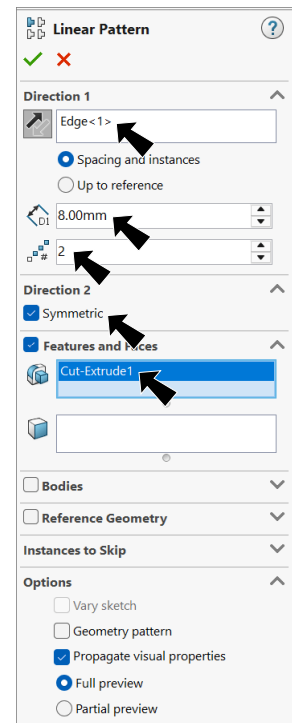 Linear Pattern
?
Direction 1
Edge<1>
Spacing and instances
Up to reference
D1 8.00mm
# 2
Direction 2
Symmetric
Features and Faces
Cut-Extrude1
Bodies
Reference Geometry
Instances to Skip
Options
Vary sketch
Geometry pattern
Propagate visual properties
Full preview
Partial preview